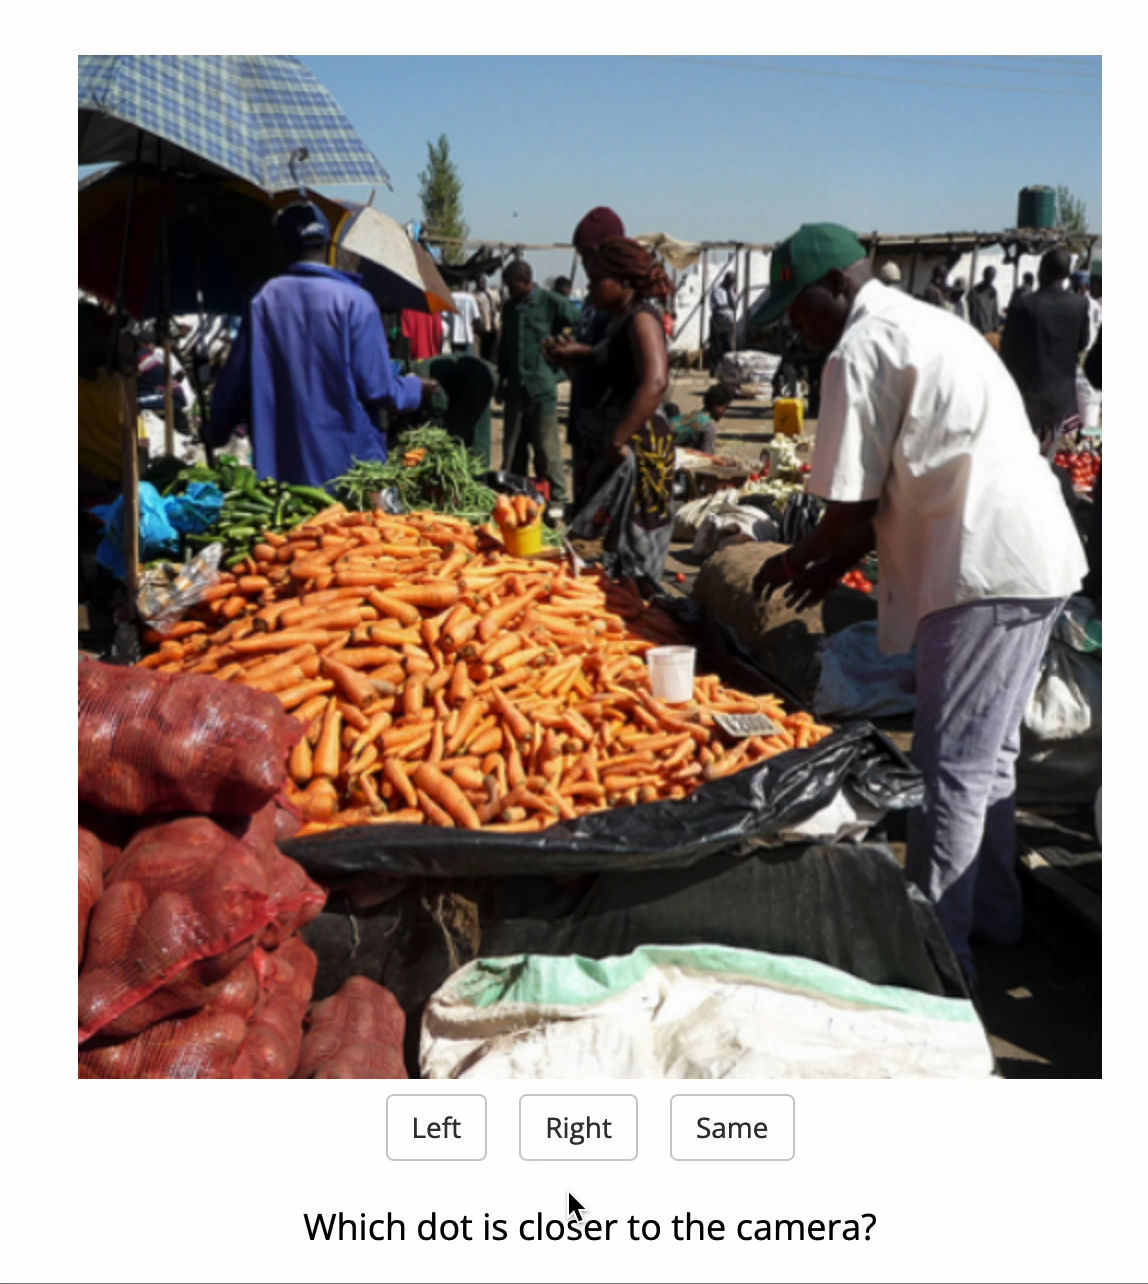 Left
Right
Same
Which dot is closer to the camera?